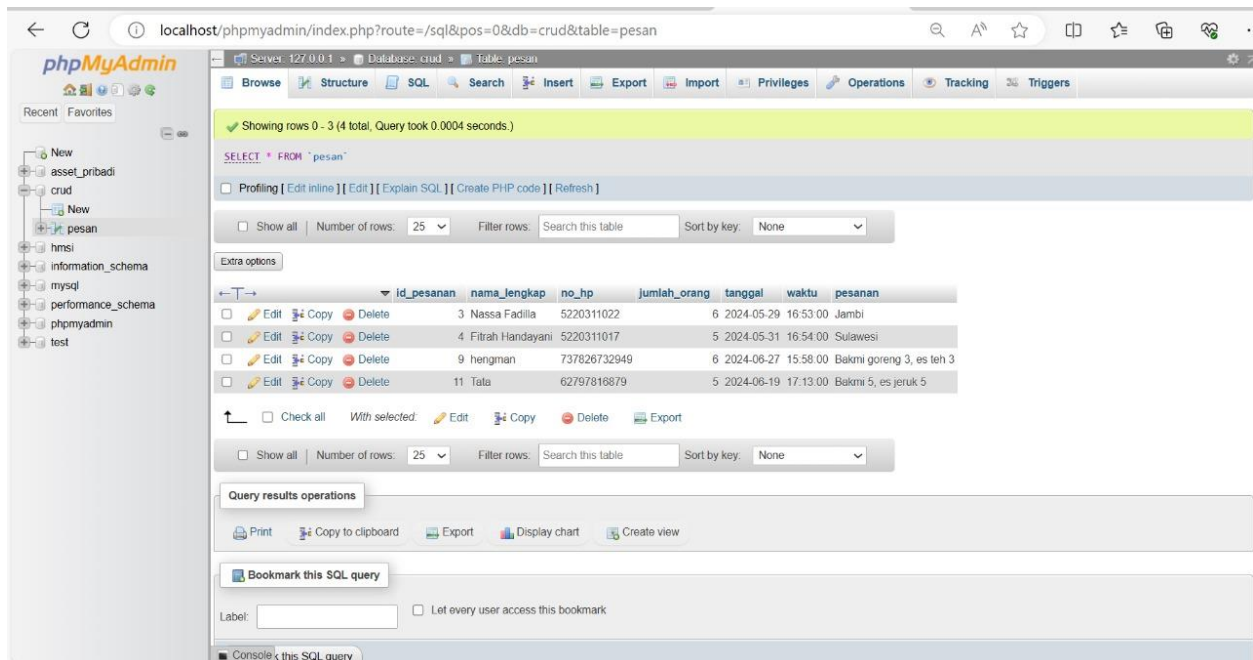 localhost/phpmyadmin/index.php?route=/sql&pos=0&db=crud&table=pesan
phpMyAdmin
Recent Favorites
New
asset_pribadi
crud
New
pesan
hmsi
information_schema
mysql
performance_schema
phpmyadmin
test
Server: 127.0.0.1 » Database: crud » Table: pesan
Browse Structure SQL Search Insert Export Import Privileges Operations Tracking Triggers
Showing rows 0 - 3 (4 total, Query took 0.0004 seconds.)
SELECT * FROM `pesan`
Profiling [ Edit inline ] [ Edit ] [ Explain SQL ] [ Create PHP code ] [ Refresh ]
Show all | Number of rows: 25 Filter rows: Search this table Sort by key: None
Extra options
←T→ id_pesanan nama_lengkap no_hp jumlah_orang tanggal waktu pesanan
Edit Copy Delete 3 Nassa Fadilla 5220311022 6 2024-05-29 16:53:00 Jambi
Edit Copy Delete 4 Fitrah Handayani 5220311017 5 2024-05-31 16:54:00 Sulawesi
Edit Copy Delete 9 hengman 737826732949 6 2024-06-27 15:58:00 Bakmi goreng 3, es teh 3
Edit Copy Delete 11 Tata 62797816879 5 2024-06-19 17:13:00 Bakmi 5, es jeruk 5
Check all With selected: Edit Copy Delete Export
Show all | Number of rows: 25 Filter rows: Search this table Sort by key: None
Query results operations
Print Copy to clipboard Export Display chart Create view
Bookmark this SQL query
Label: Let every user access this bookmark
Console k this SQL query